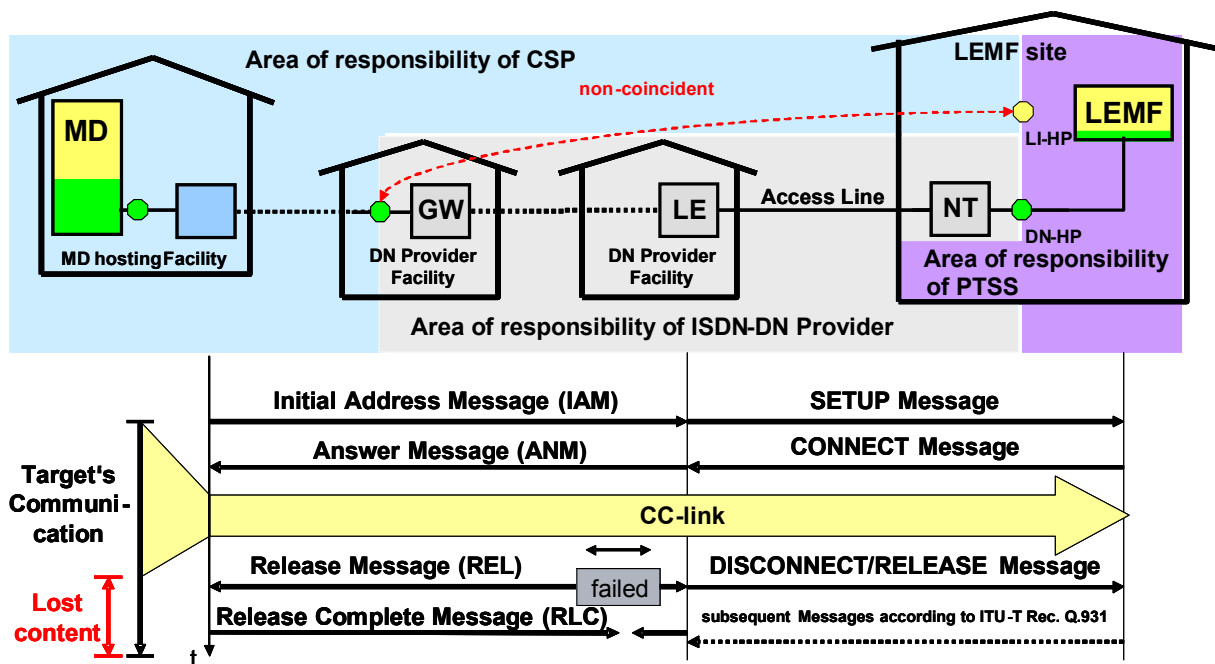 Area of responsibility of CSP
LEMF site
non-coincident
MD
LEMF
LI-HP
GW
LE
Access Line
NT
DN-HP
MD hosting Facility
DN Provider
Facility
DN Provider
Facility
Area of responsibility
of PTSS
Area of responsibility of ISDN-DN Provider
Initial Address Message (IAM)
SETUP Message
Answer Message (ANM)
CONNECT Message
Target's
Communi-
cation
CC-link
Release Message (REL)
failed
DISCONNECT/RELEASE Message
Lost
content
Release Complete Message (RLC)
subsequent Messages according to ITU-T Rec. Q.931
t